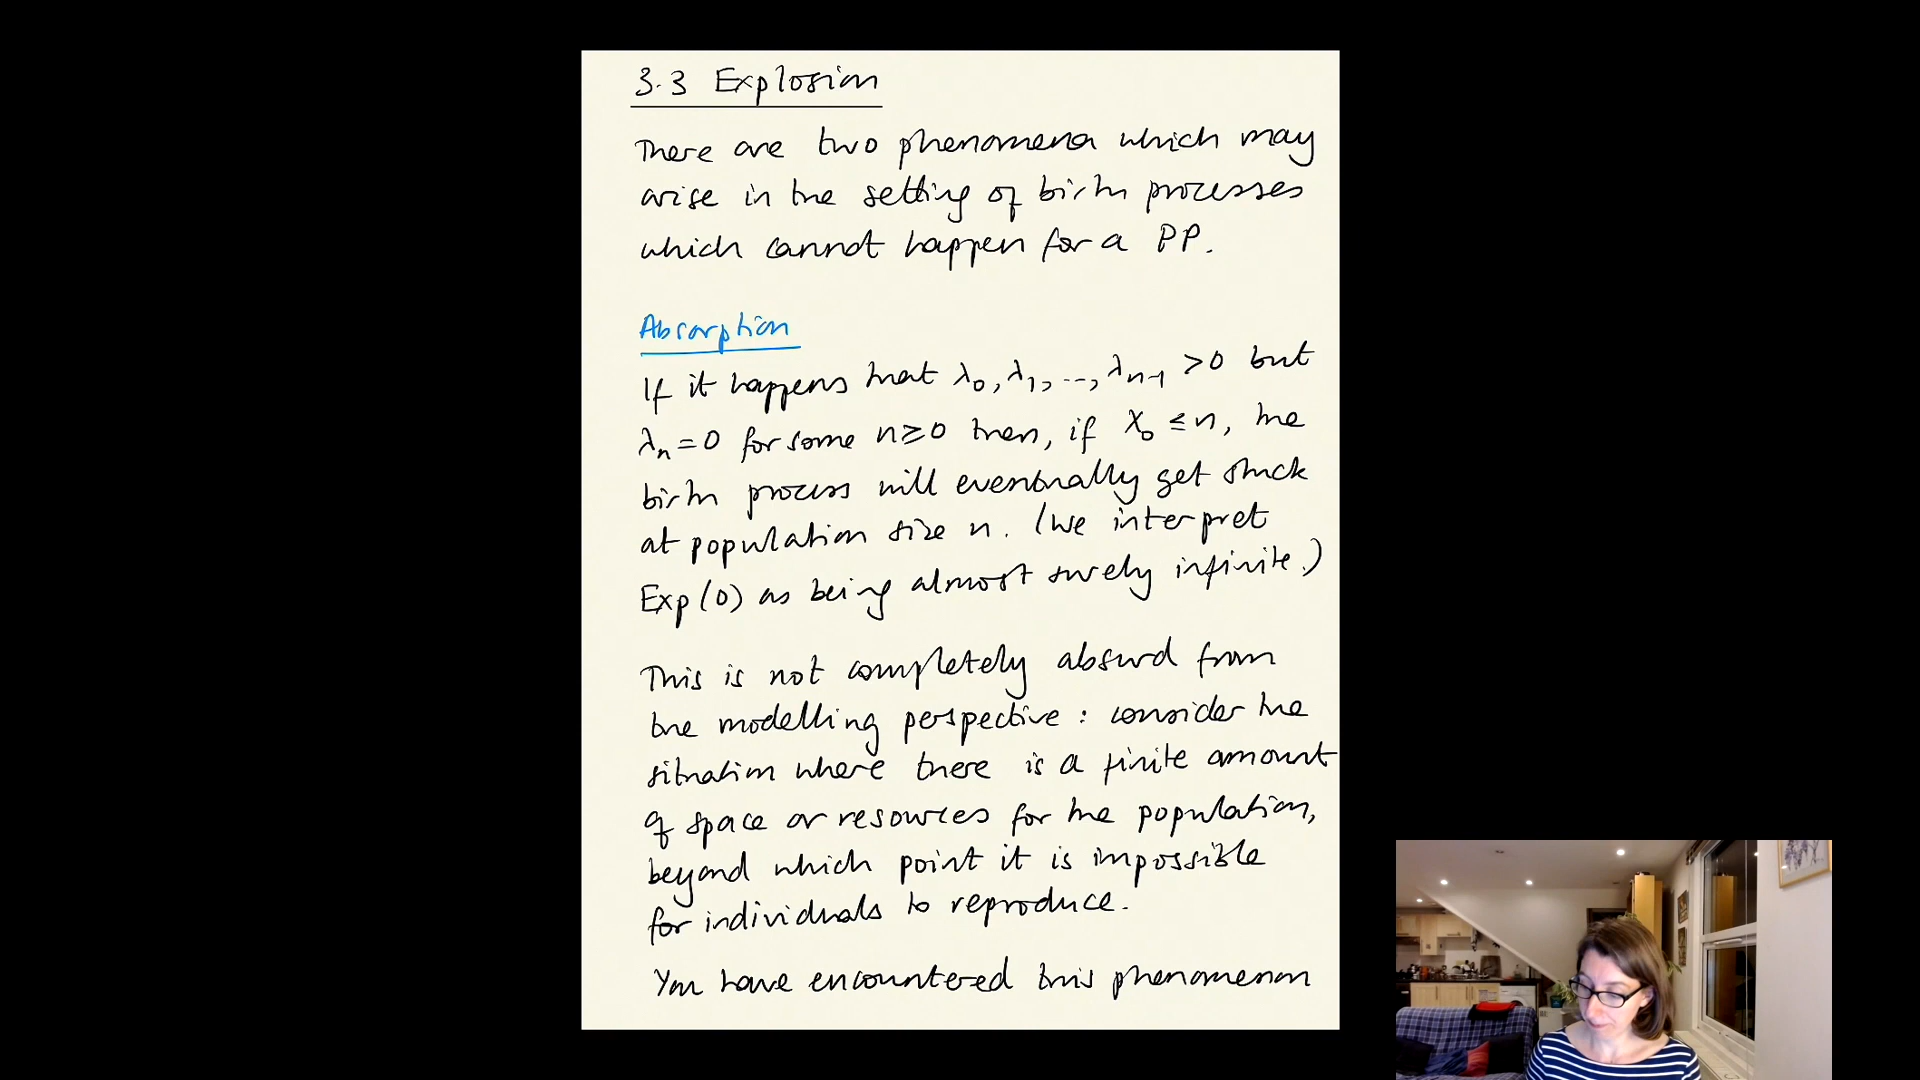 3.3 Explosion
There are two phenomena which may
arise in the setting of birth processes
which cannot happen for a PP.
Absorption
If it happens that λ₀, λ₁, ..., λₙ₋₁ > 0 but
λₙ = 0 for some n ≥ 0 then, if X₀ ≤ n, the
birth process will eventually get stuck
at population size n. (We interpret
Exp(0) as being almost surely infinite.)
This is not completely absurd from
the modelling perspective: consider the
situation where there is a finite amount
of space or resources for the population,
beyond which point it is impossible
for individuals to reproduce.
You have encountered this phenomenon